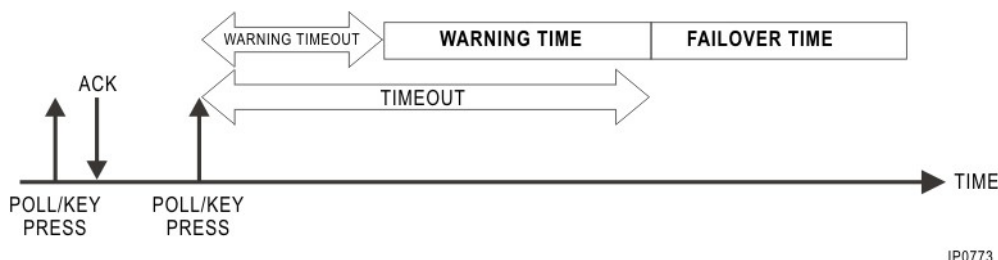 WARNING TIMEOUT
WARNING TIME
FAILOVER TIME
ACK
TIMEOUT
TIME
POLL/KEY
PRESS
POLL/KEY
PRESS
IP0773